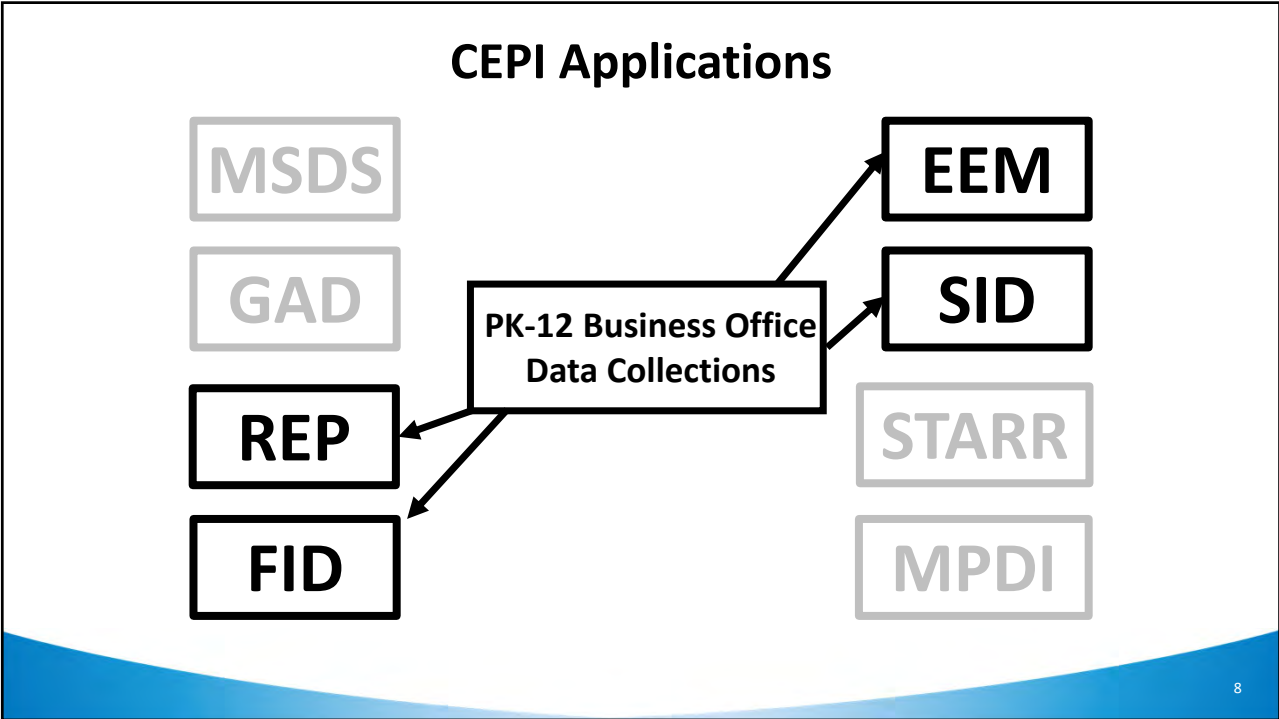 CEPI Applications
MSDS
GAD
REP
FID
PK-12 Business Office
Data Collections
EEM
SID
STARR
MPDI
8